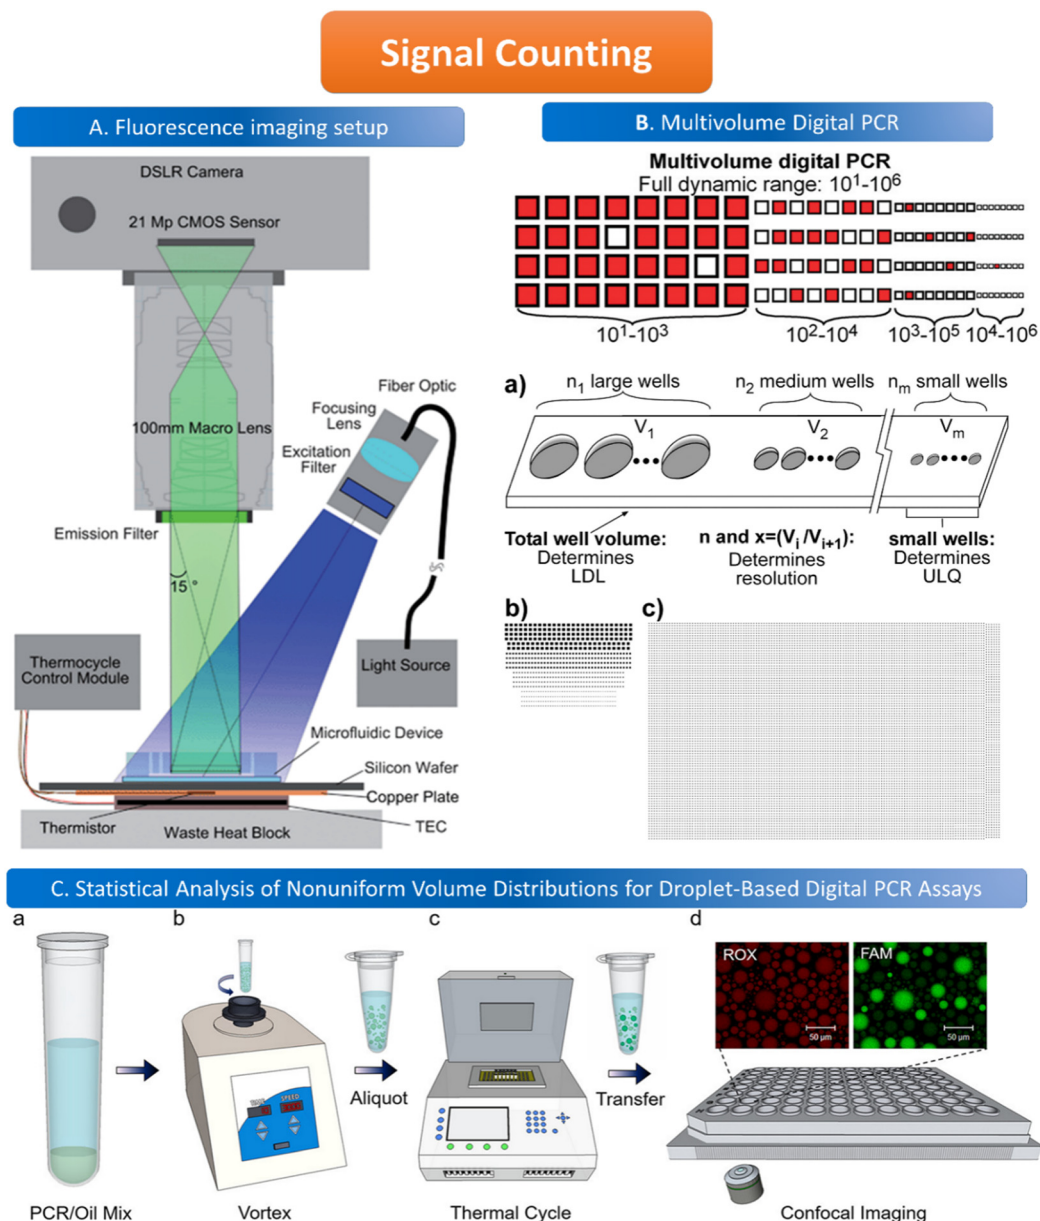 Signal Counting
A. Fluorescence imaging setup
DSLR Camera
21 Mp CMOS Sensor
Fiber Optic
Focusing
Lens
100mm Macro Lens
Excitation
Filter
Emission Filter
15°
Thermocycle
Control Module
Light Source
Microfluidic Device
Silicon Wafer
Copper Plate
Thermistor
TEC
Waste Heat Block
B. Multivolume Digital PCR
Multivolume digital PCR
Full dynamic range: 10¹-10⁶
10¹-10³
10²-10⁴
10³-10⁵
10⁴-10⁶
a)
n₁ large wells
n₂ medium wells
nₘ small wells
V₁
V₂
Vₘ
Total well volume:
Determines
LDL
n and x=(Vᵢ/Vᵢ₊₁):
Determines
resolution
small wells:
Determines
ULQ
b)
c)
C. Statistical Analysis of Nonuniform Volume Distributions for Droplet-Based Digital PCR Assays
a
b
c
d
SPEED
ROX
50 µm
FAM
50 µm
Aliquot
Transfer
PCR/Oil Mix
Vortex
Thermal Cycle
Confocal Imaging